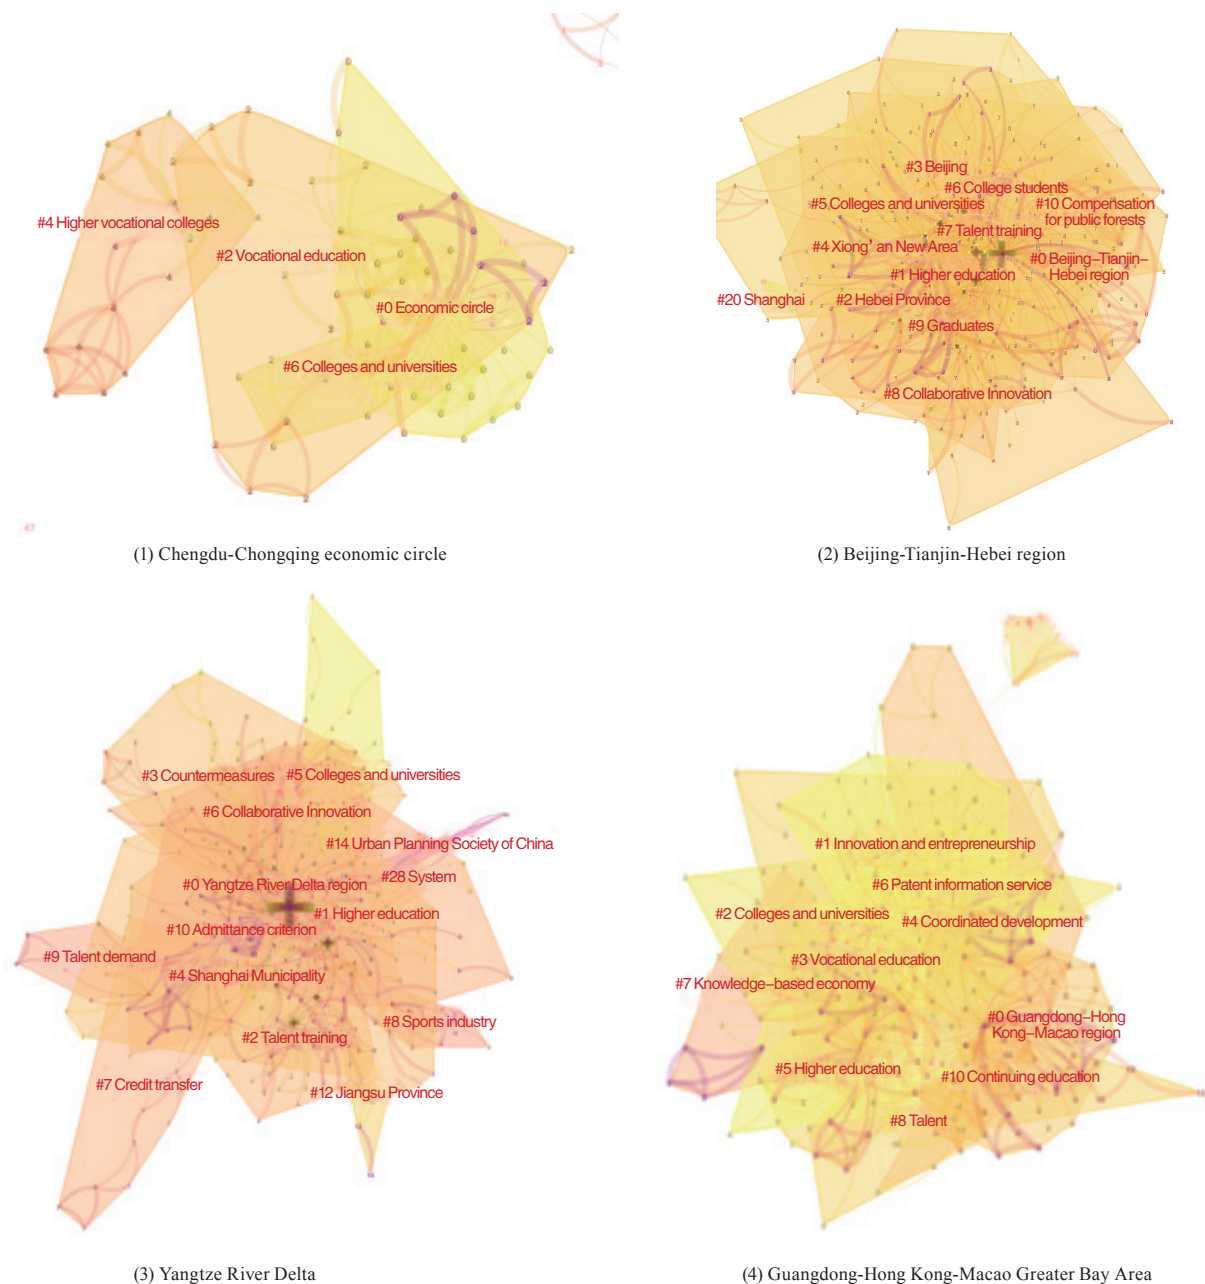 #4 Higher vocational colleges
#2 Vocational education
#0 Economic circle
#6 Colleges and universities
(1) Chengdu-Chongqing economic circle
#3 Beijing
#6 College students
#5 Colleges and universities
#10 Compensation
for public forests
#7 Talent training
#4 Xiong’an New Area
#0 Beijing–Tianjin–
Hebei region
#1 Higher education
#20 Shanghai
#2 Hebei Province
#9 Graduates
#8 Collaborative Innovation
(2) Beijing-Tianjin-Hebei region
#3 Countermeasures
#5 Colleges and universities
#6 Collaborative Innovation
#14 Urban Planning Society of China
#28 System
#0 Yangtze River Delta region
#1 Higher education
#10 Admittance criterion
#9 Talent demand
#4 Shanghai Municipality
#8 Sports industry
#2 Talent training
#7 Credit transfer
#12 Jiangsu Province
(3) Yangtze River Delta
#1 Innovation and entrepreneurship
#6 Patent information service
#2 Colleges and universities
#4 Coordinated development
#3 Vocational education
#7 Knowledge–based economy
#0 Guangdong–Hong
Kong–Macao region
#5 Higher education
#10 Continuing education
#8 Talent
(4) Guangdong-Hong Kong-Macao Greater Bay Area